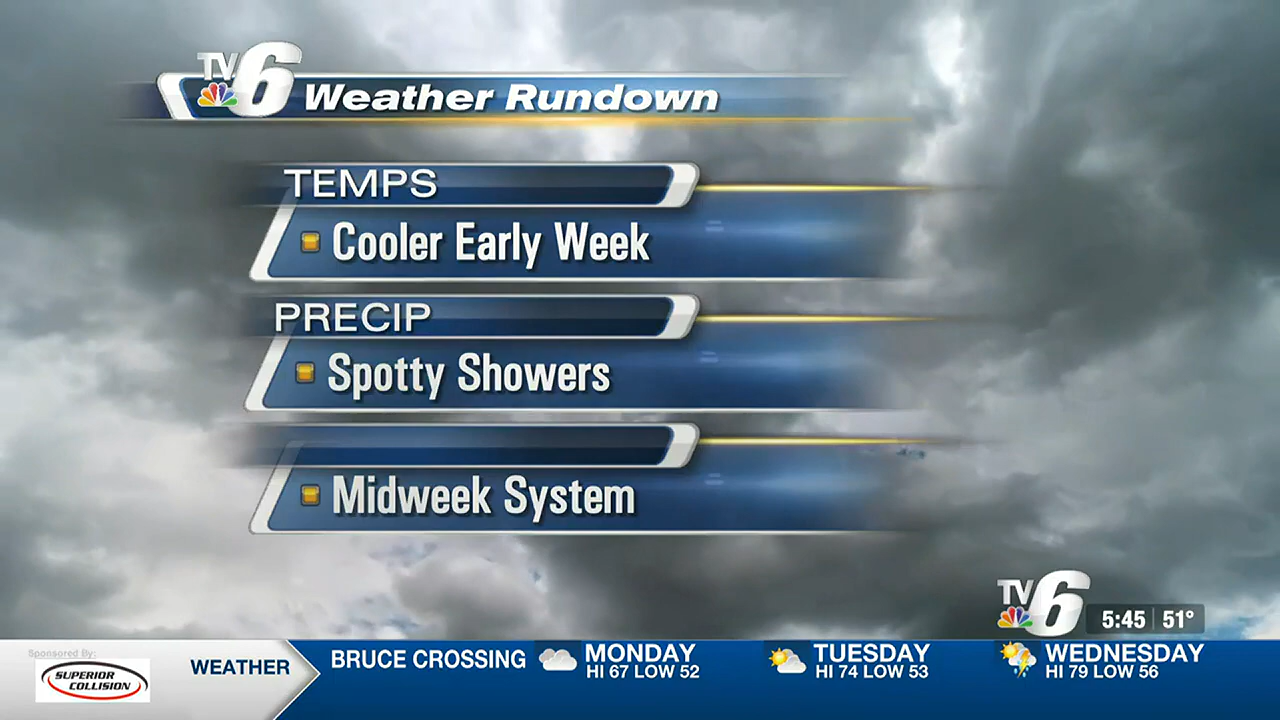 TV6 Weather Rundown
TEMPS
Cooler Early Week
PRECIP
Spotty Showers
Midweek System
TV6
5:45 51°
Sponsored By:
SUPERIOR
COLLISION
WEATHER
BRUCE CROSSING
MONDAY
HI 67 LOW 52
TUESDAY
HI 74 LOW 53
WEDNESDAY
HI 79 LOW 56